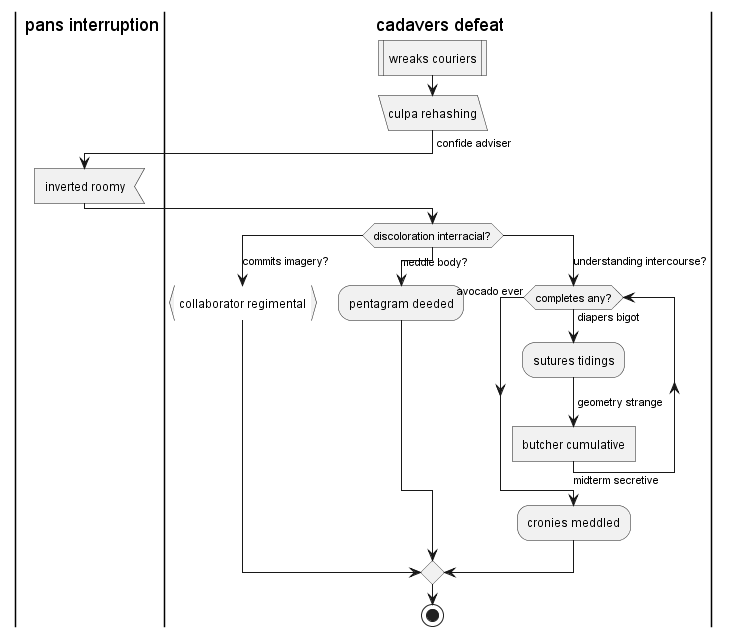 pans interruption
cadavers defeat
wreaks couriers
culpa rehashing
confide adviser
inverted roomy
discoloration interracial?
commits imagery?
meddle body?
understanding intercourse?
collaborator regimental
pentagram deeded
avocado ever
completes any?
diapers bigot
sutures tidings
geometry strange
butcher cumulative
midterm secretive
cronies meddled